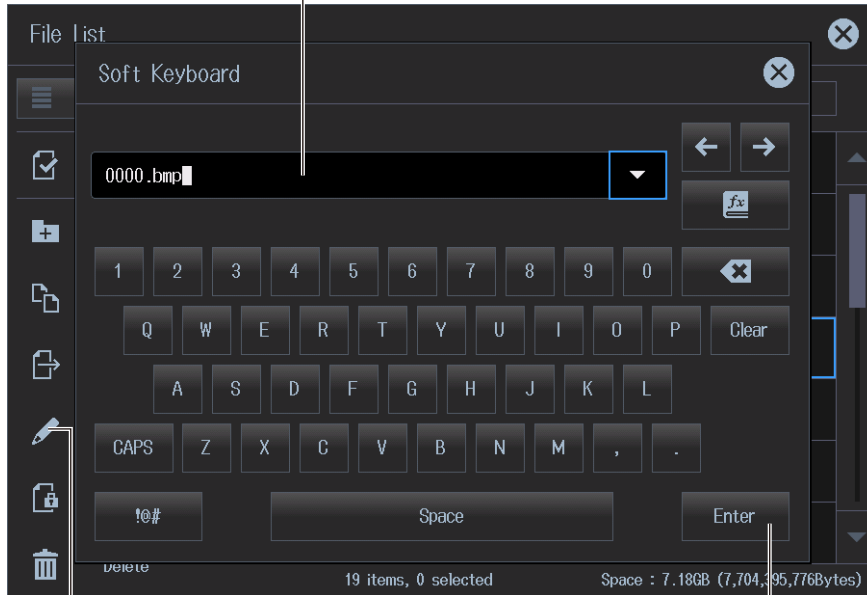 File List
Soft Keyboard
0000.bmp
fx
1 2 3 4 5 6 7 8 9 0
Q W E R T Y U I O P Clear
A S D F G H J K L
CAPS Z X C V B N M , .
!@# Space Enter
Delete
19 items, 0 selected Space : 7.18GB (7,704,395,776Bytes)